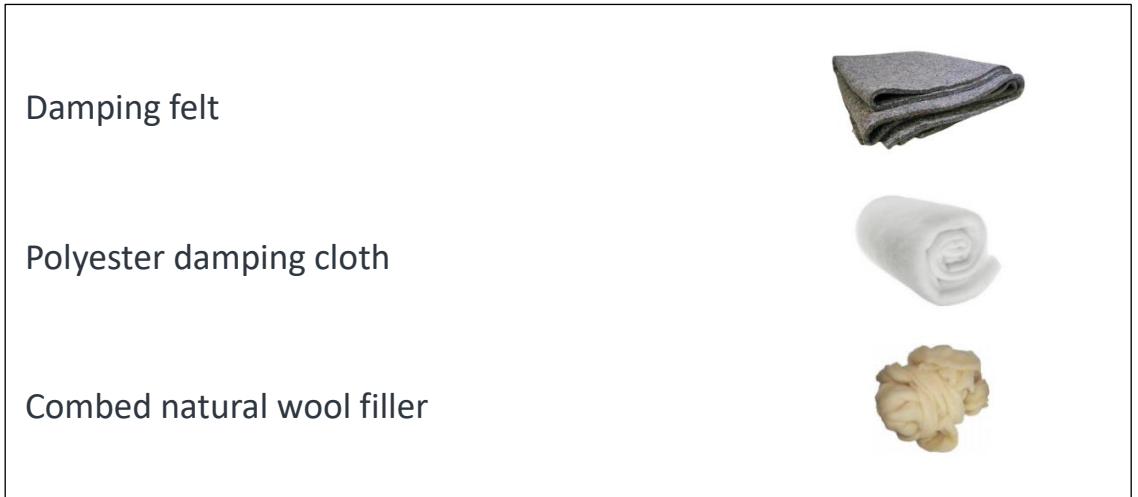 Damping felt
Polyester damping cloth
Combed natural wool filler